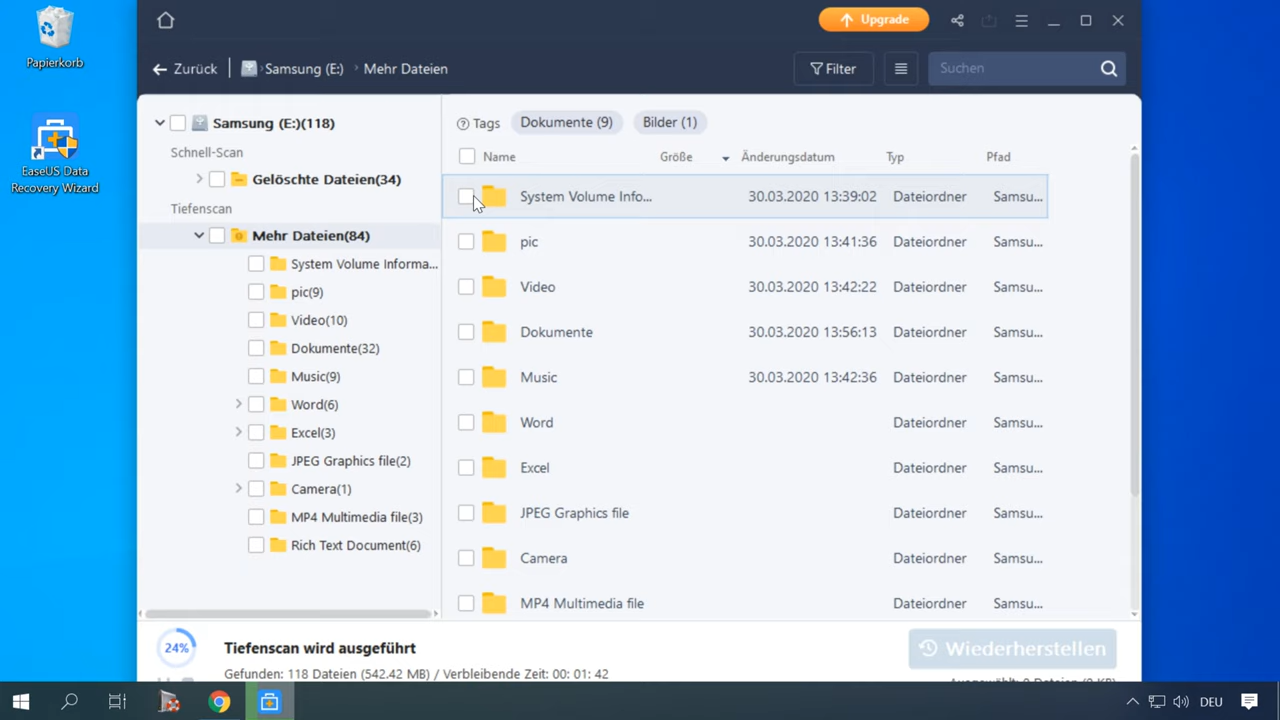 Papierkorb
EaseUS Data
Recovery Wizard
Upgrade
Zurück
Samsung (E:) › Mehr Dateien
Filter
Suchen
Samsung (E:)(118)
Schnell-Scan
Gelöschte Dateien(34)
Tiefenscan
Mehr Dateien(84)
System Volume Informa...
pic(9)
Video(10)
Dokumente(32)
Music(9)
Word(6)
Excel(3)
JPEG Graphics file(2)
Camera(1)
MP4 Multimedia file(3)
Rich Text Document(6)
Tags Dokumente (9) Bilder (1)
Name Größe Änderungsdatum Typ Pfad
System Volume Info... 30.03.2020 13:39:02 Dateiordner Samsu...
pic 30.03.2020 13:41:36 Dateiordner Samsu...
Video 30.03.2020 13:42:22 Dateiordner Samsu...
Dokumente 30.03.2020 13:56:13 Dateiordner Samsu...
Music 30.03.2020 13:42:36 Dateiordner Samsu...
Word Dateiordner Samsu...
Excel Dateiordner Samsu...
JPEG Graphics file Dateiordner Samsu...
Camera Dateiordner Samsu...
MP4 Multimedia file Dateiordner Samsu...
24%
Tiefenscan wird ausgeführt
Gefunden: 118 Dateien (542.42 MB) / Verbleibende Zeit: 00: 01: 42
Wiederherstellen
DEU